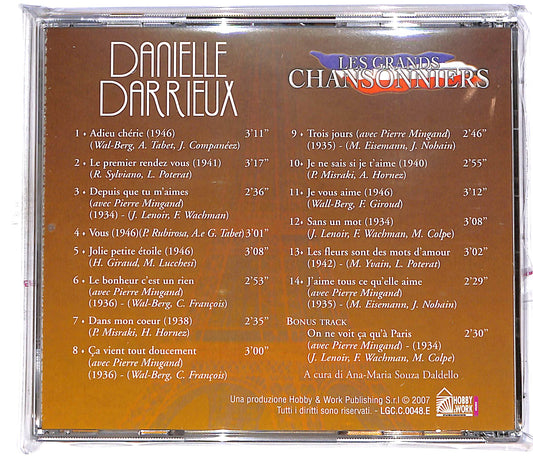 DANIELLE
DARRIEUX
LES GRANDS
CHANSONNIERS
1 • Adieu chérie (1946) 3'11"
(Wal-Berg, A. Tabet, J. Companéez)
2 • Le premier rendez vous (1941) 3'17"
(R. Sylviano, L. Poterat)
3 • Depuis que tu m'aimes 2'36"
(avec Pierre Mingand)
(1934) - (J. Lenoir, F. Wachman)
4 • Vous (1946)(P. Rubirosa, A.e G. Tabet) 3'01"
5 • Jolie petite étoile (1946) 3'08"
(H. Giraud, M. Lucchesi)
6 • Le bonheur c'est un rien 2'53"
(avec Pierre Mingand)
(1936) - (Wal-Berg, C. François)
7 • Dans mon coeur (1938) 2'35"
(P. Misraki, H. Hornez)
8 • Ça vient tout doucement 3'00"
(avec Pierre Mingand)
(1936) - (Wal-Berg, C. François)
9 • Trois jours (avec Pierre Mingand) 2'46"
(1935) - (M. Eisemann, J. Nohain)
10 • Je ne sais si je t'aime (1940) 2'55"
(P. Misraki, A. Hornez)
11 • Je vous aime (1946) 3'12"
(Wall-Berg, F. Giroud)
12 • Sans un mot (1934) 3'08"
(J. Lenoir, F. Wachman, M. Colpe)
13 • Les fleurs sont des mots d'amour 3'02"
(1942) - (M. Yvain, L. Poterat)
14 • J'aime tous ce qu'elle aime 2'29"
(avec Pierre Mingand)
(1935) - (M. Eisemann, J. Nohain)
BONUS TRACK
On ne voit ça qu'à Paris 2'30"
(avec Pierre Mingand) - (1934)
(J. Lenoir, F. Wachman, M. Colpe)
A cura di Ana-Maria Souza Daldello
Una produzione Hobby & Work Publishing S.r.l © 2007
Tutti i diritti sono riservati. - LGC.C.0048.E
HOBBY
&WORK